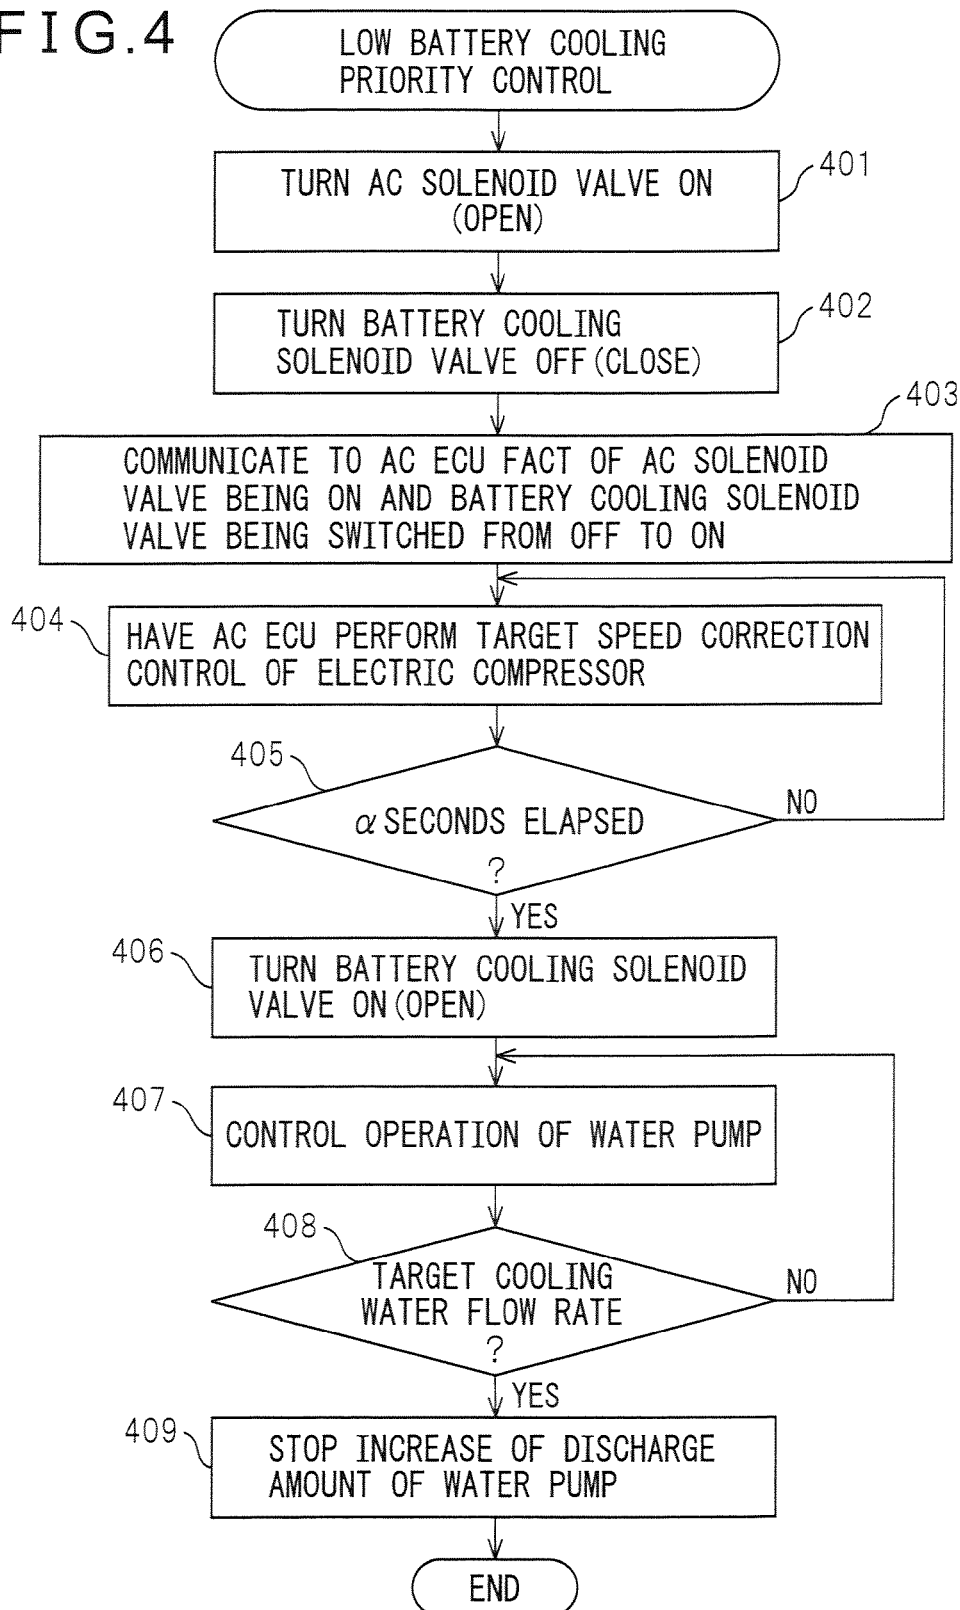 FIG.4
LOW BATTERY COOLING
PRIORITY CONTROL
401
TURN AC SOLENOID VALVE ON
(OPEN)
402
TURN BATTERY COOLING
SOLENOID VALVE OFF (CLOSE)
403
COMMUNICATE TO AC ECU FACT OF AC SOLENOID
VALVE BEING ON AND BATTERY COOLING SOLENOID
VALVE BEING SWITCHED FROM OFF TO ON
404
HAVE AC ECU PERFORM TARGET SPEED CORRECTION
CONTROL OF ELECTRIC COMPRESSOR
405
α SECONDS ELAPSED
?
NO
YES
406
TURN BATTERY COOLING SOLENOID
VALVE ON (OPEN)
407
CONTROL OPERATION OF WATER PUMP
408
TARGET COOLING
WATER FLOW RATE
?
NO
YES
409
STOP INCREASE OF DISCHARGE
AMOUNT OF WATER PUMP
END